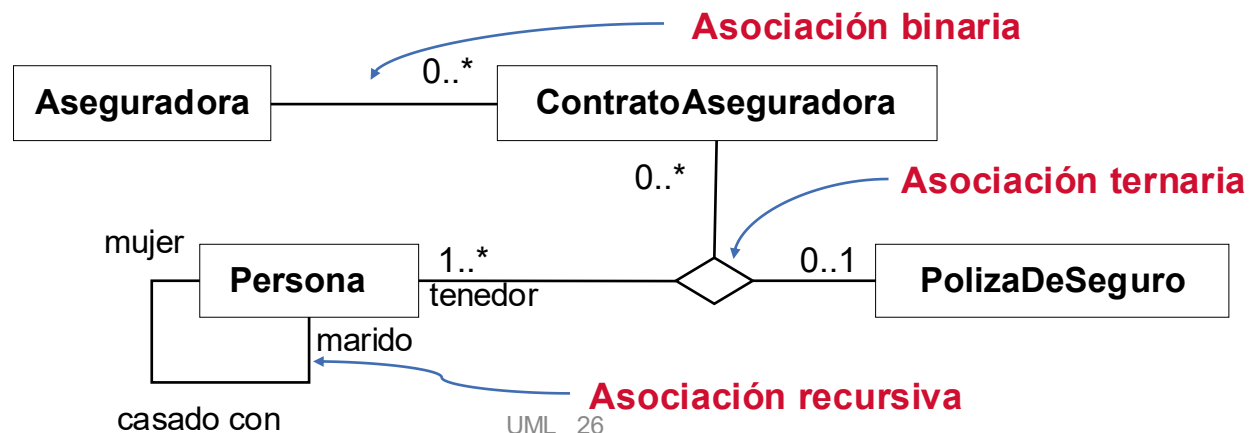 Asociación binaria
0..*
Aseguradora
ContratoAseguradora
0..*
Asociación ternaria
mujer
1..*
0..1
Persona
PolizaDeSeguro
tenedor
marido
Asociación recursiva
casado con
UML 26